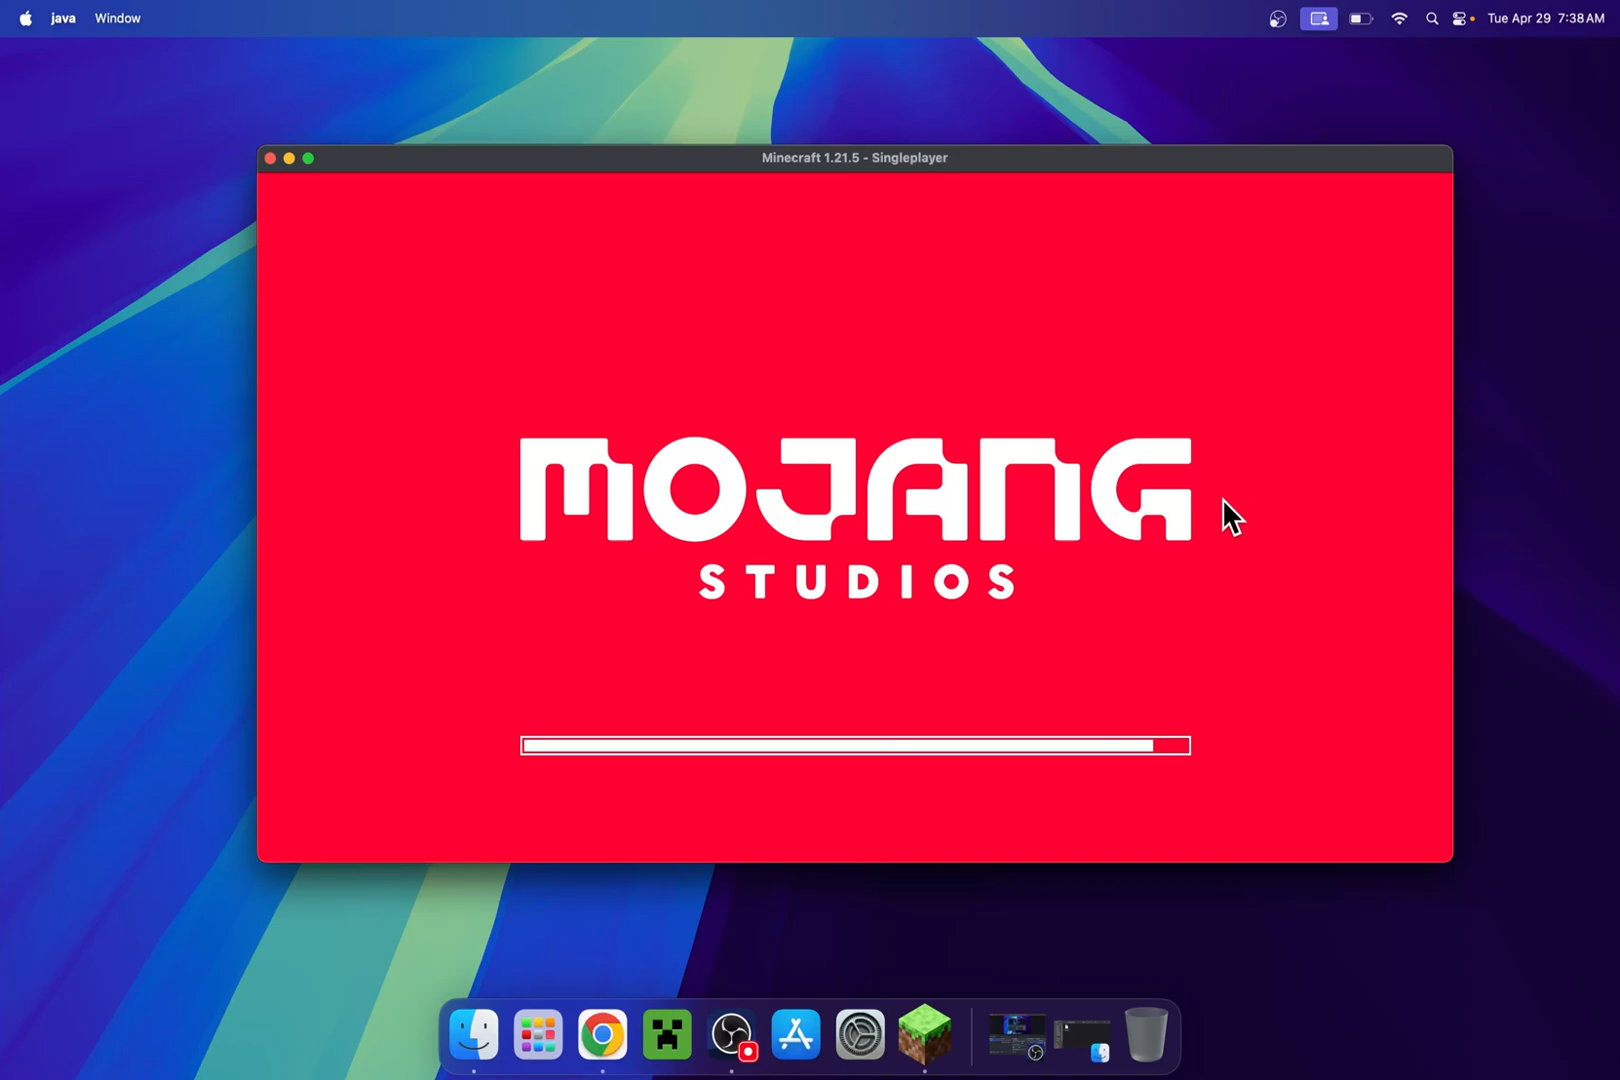 java Window Tue Apr 29 7:38 AM
Minecraft 1.21.5 - Singleplayer
MOJANG
STUDIOS